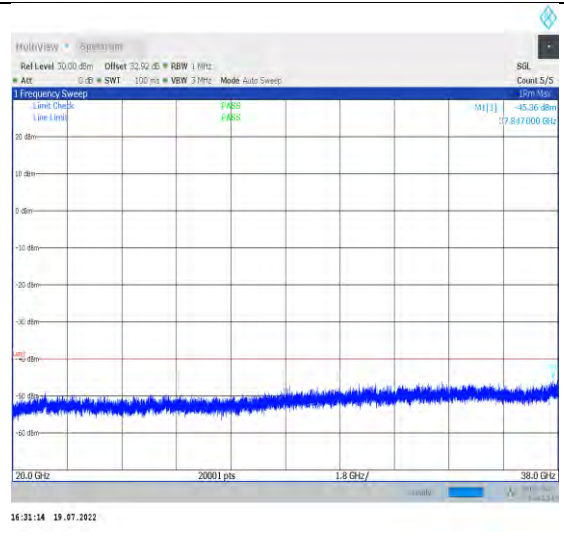 MultiView Spectrum
Ref Level 30.00 dBm Offset 32.92 dB RBW 1 MHz SGL
Att 0 dB SWT 100 ms VBW 3 MHz Mode Auto Sweep Count 5/5
1 Frequency Sweep 1Rm Max
Limit Check PASS M1[1] -45.36 dBm
Line Limit PASS 37.847000 GHz
20 dBm
10 dBm
0 dBm
-10 dBm
-20 dBm
-30 dBm
-40 dBm
-50 dBm
-60 dBm
20.0 GHz 20001 pts 1.8 GHz/ 38.0 GHz
16:31:14 19.07.2022